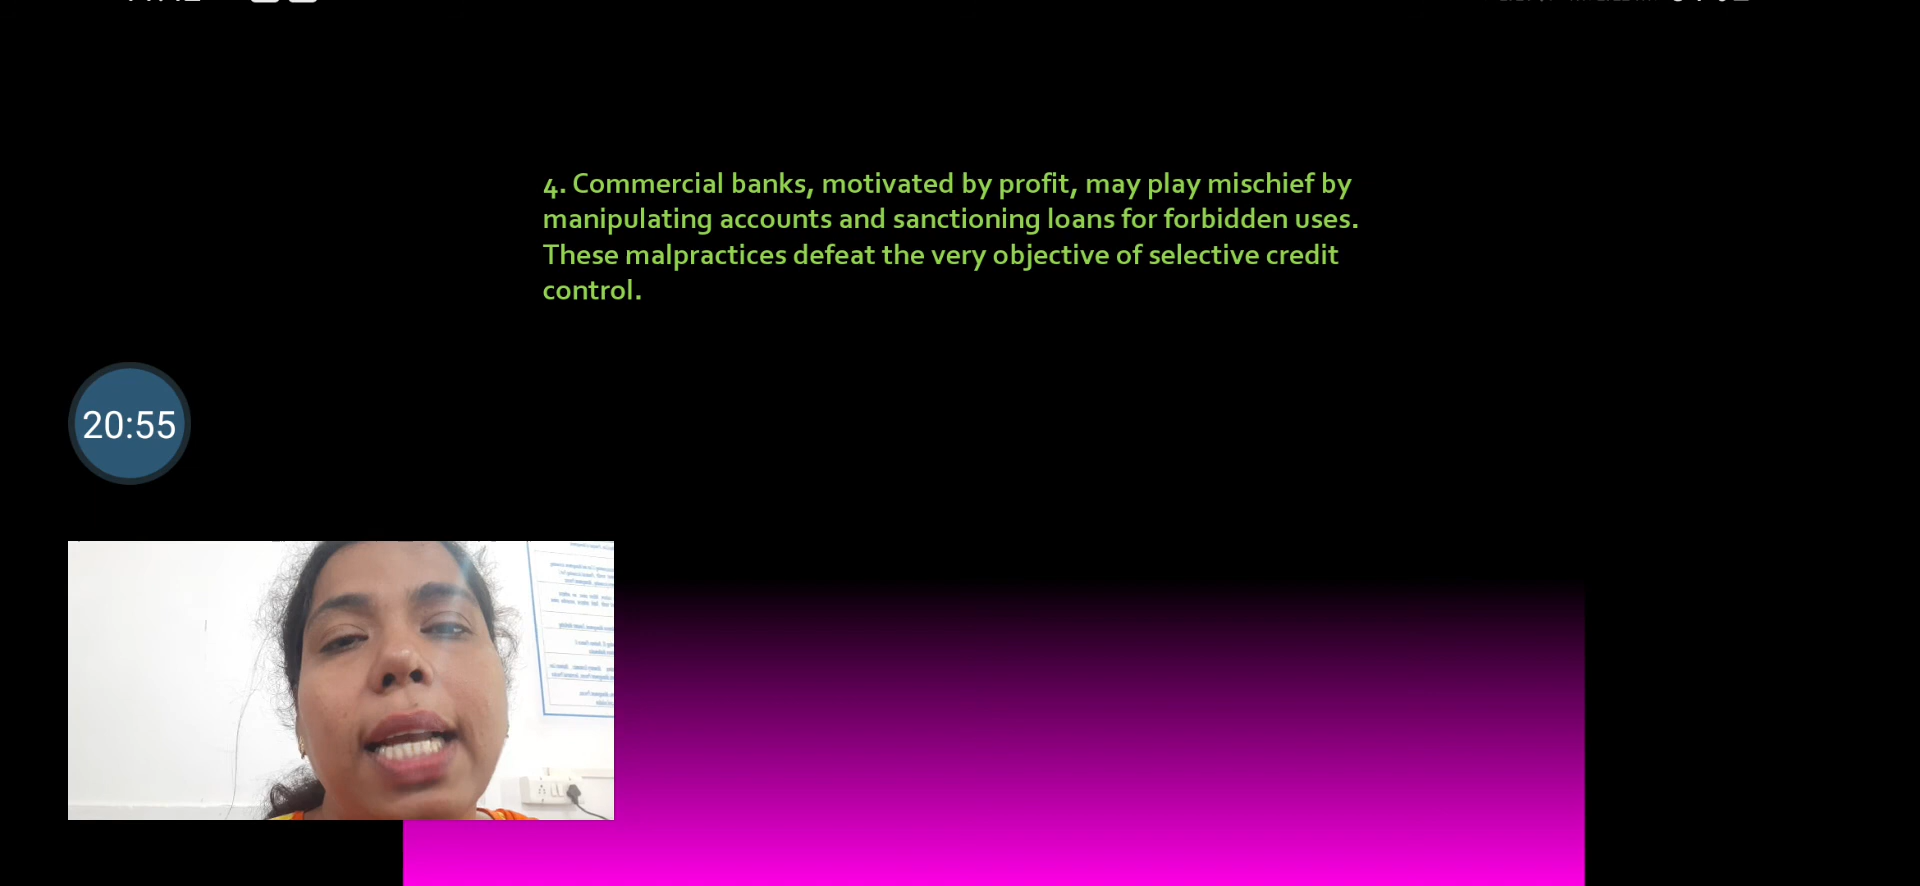 4. Commercial banks, motivated by profit, may play mischief by
manipulating accounts and sanctioning loans for forbidden uses.
These malpractices defeat the very objective of selective credit
control.
20:55